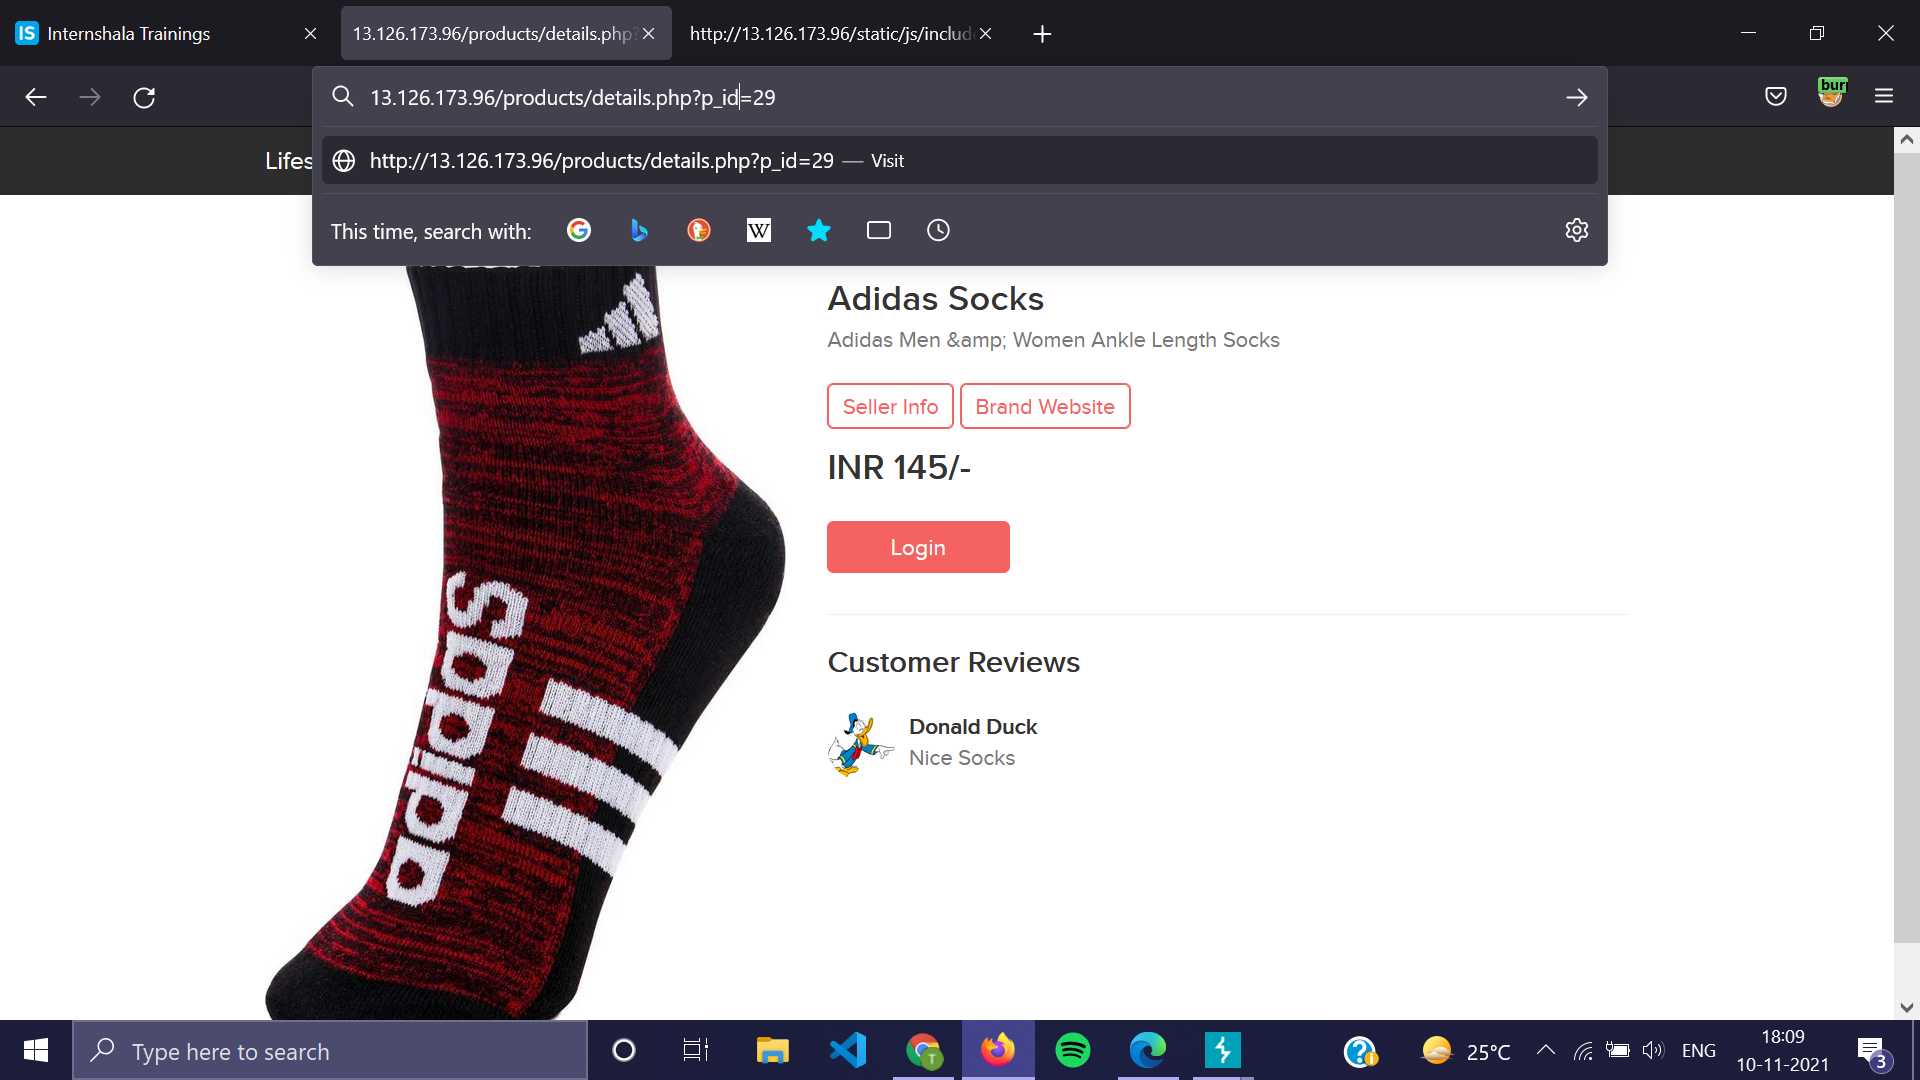 IS Internshala Trainings
13.126.173.96/products/details.php?
http://13.126.173.96/static/js/includ
13.126.173.96/products/details.php?p_id=29
bur
Lifes
http://13.126.173.96/products/details.php?p_id=29 — Visit
This time, search with:
W
Adidas Socks
Adidas Men &amp; Women Ankle Length Socks
Seller Info
Brand Website
INR 145/-
Login
adidas
Customer Reviews
Donald Duck
Nice Socks
Type here to search
T
25°C
ENG
18:09
10-11-2021
3